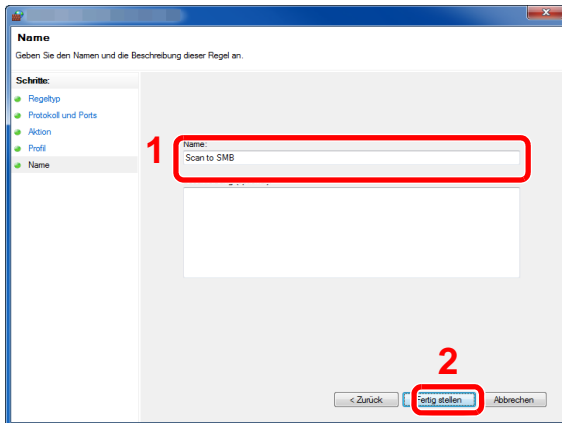 Name
Geben Sie den Namen und die Beschreibung dieser Regel an.
Schritte:
Regeltyp
Protokoll und Ports
Aktion
Profil
Name
1
Name:
Scan to SMB
2
< Zurück
Fertig stellen
Abbrechen